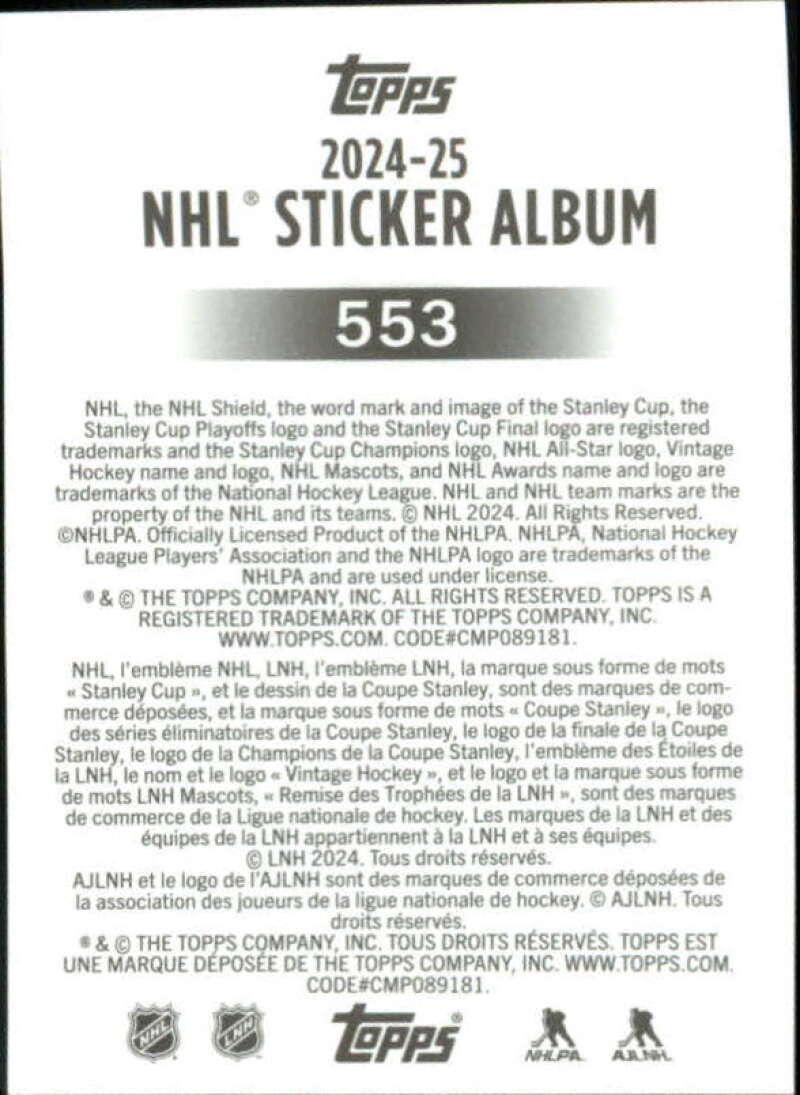 topps
2024-25
NHL® STICKER ALBUM
553
NHL, the NHL Shield, the word mark and image of the Stanley Cup, the
Stanley Cup Playoffs logo and the Stanley Cup Final logo are registered
trademarks and the Stanley Cup Champions logo, NHL All-Star logo, Vintage
Hockey name and logo, NHL Mascots, and NHL Awards name and logo are
trademarks of the National Hockey League. NHL and NHL team marks are the
property of the NHL and its teams. © NHL 2024. All Rights Reserved.
©NHLPA. Officially Licensed Product of the NHLPA. NHLPA, National Hockey
League Players' Association and the NHLPA logo are trademarks of the
NHLPA and are used under license.
® & © THE TOPPS COMPANY, INC. ALL RIGHTS RESERVED. TOPPS IS A
REGISTERED TRADEMARK OF THE TOPPS COMPANY, INC.
WWW.TOPPS.COM. CODE#CMP089181.
NHL, l'emblème NHL, LNH, l'emblème LNH, la marque sous forme de mots
« Stanley Cup », et le dessin de la Coupe Stanley, sont des marques de com-
merce déposées, et la marque sous forme de mots « Coupe Stanley », le logo
des séries éliminatoires de la Coupe Stanley, le logo de la finale de la Coupe
Stanley, le logo de la Champions de la Coupe Stanley, l'emblème des Étoiles de
la LNH, le nom et le logo « Vintage Hockey », et le logo et la marque sous forme
de mots LNH Mascots, « Remise des Trophées de la LNH », sont des marques
de commerce de la Ligue nationale de hockey. Les marques de la LNH et des
équipes de la LNH appartiennent à la LNH et à ses équipes.
© LNH 2024. Tous droits réservés.
AJLNH et le logo de l'AJLNH sont des marques de commerce déposées de
la association des joueurs de la ligue nationale de hockey. © AJLNH. Tous
droits réservés.
® & © THE TOPPS COMPANY, INC. TOUS DROITS RÉSERVÉS. TOPPS EST
UNE MARQUE DÉPOSÉE DE THE TOPPS COMPANY, INC. WWW.TOPPS.COM.
CODE#CMP089181.
NHL LNH topps® NHLPA. AJLNH.